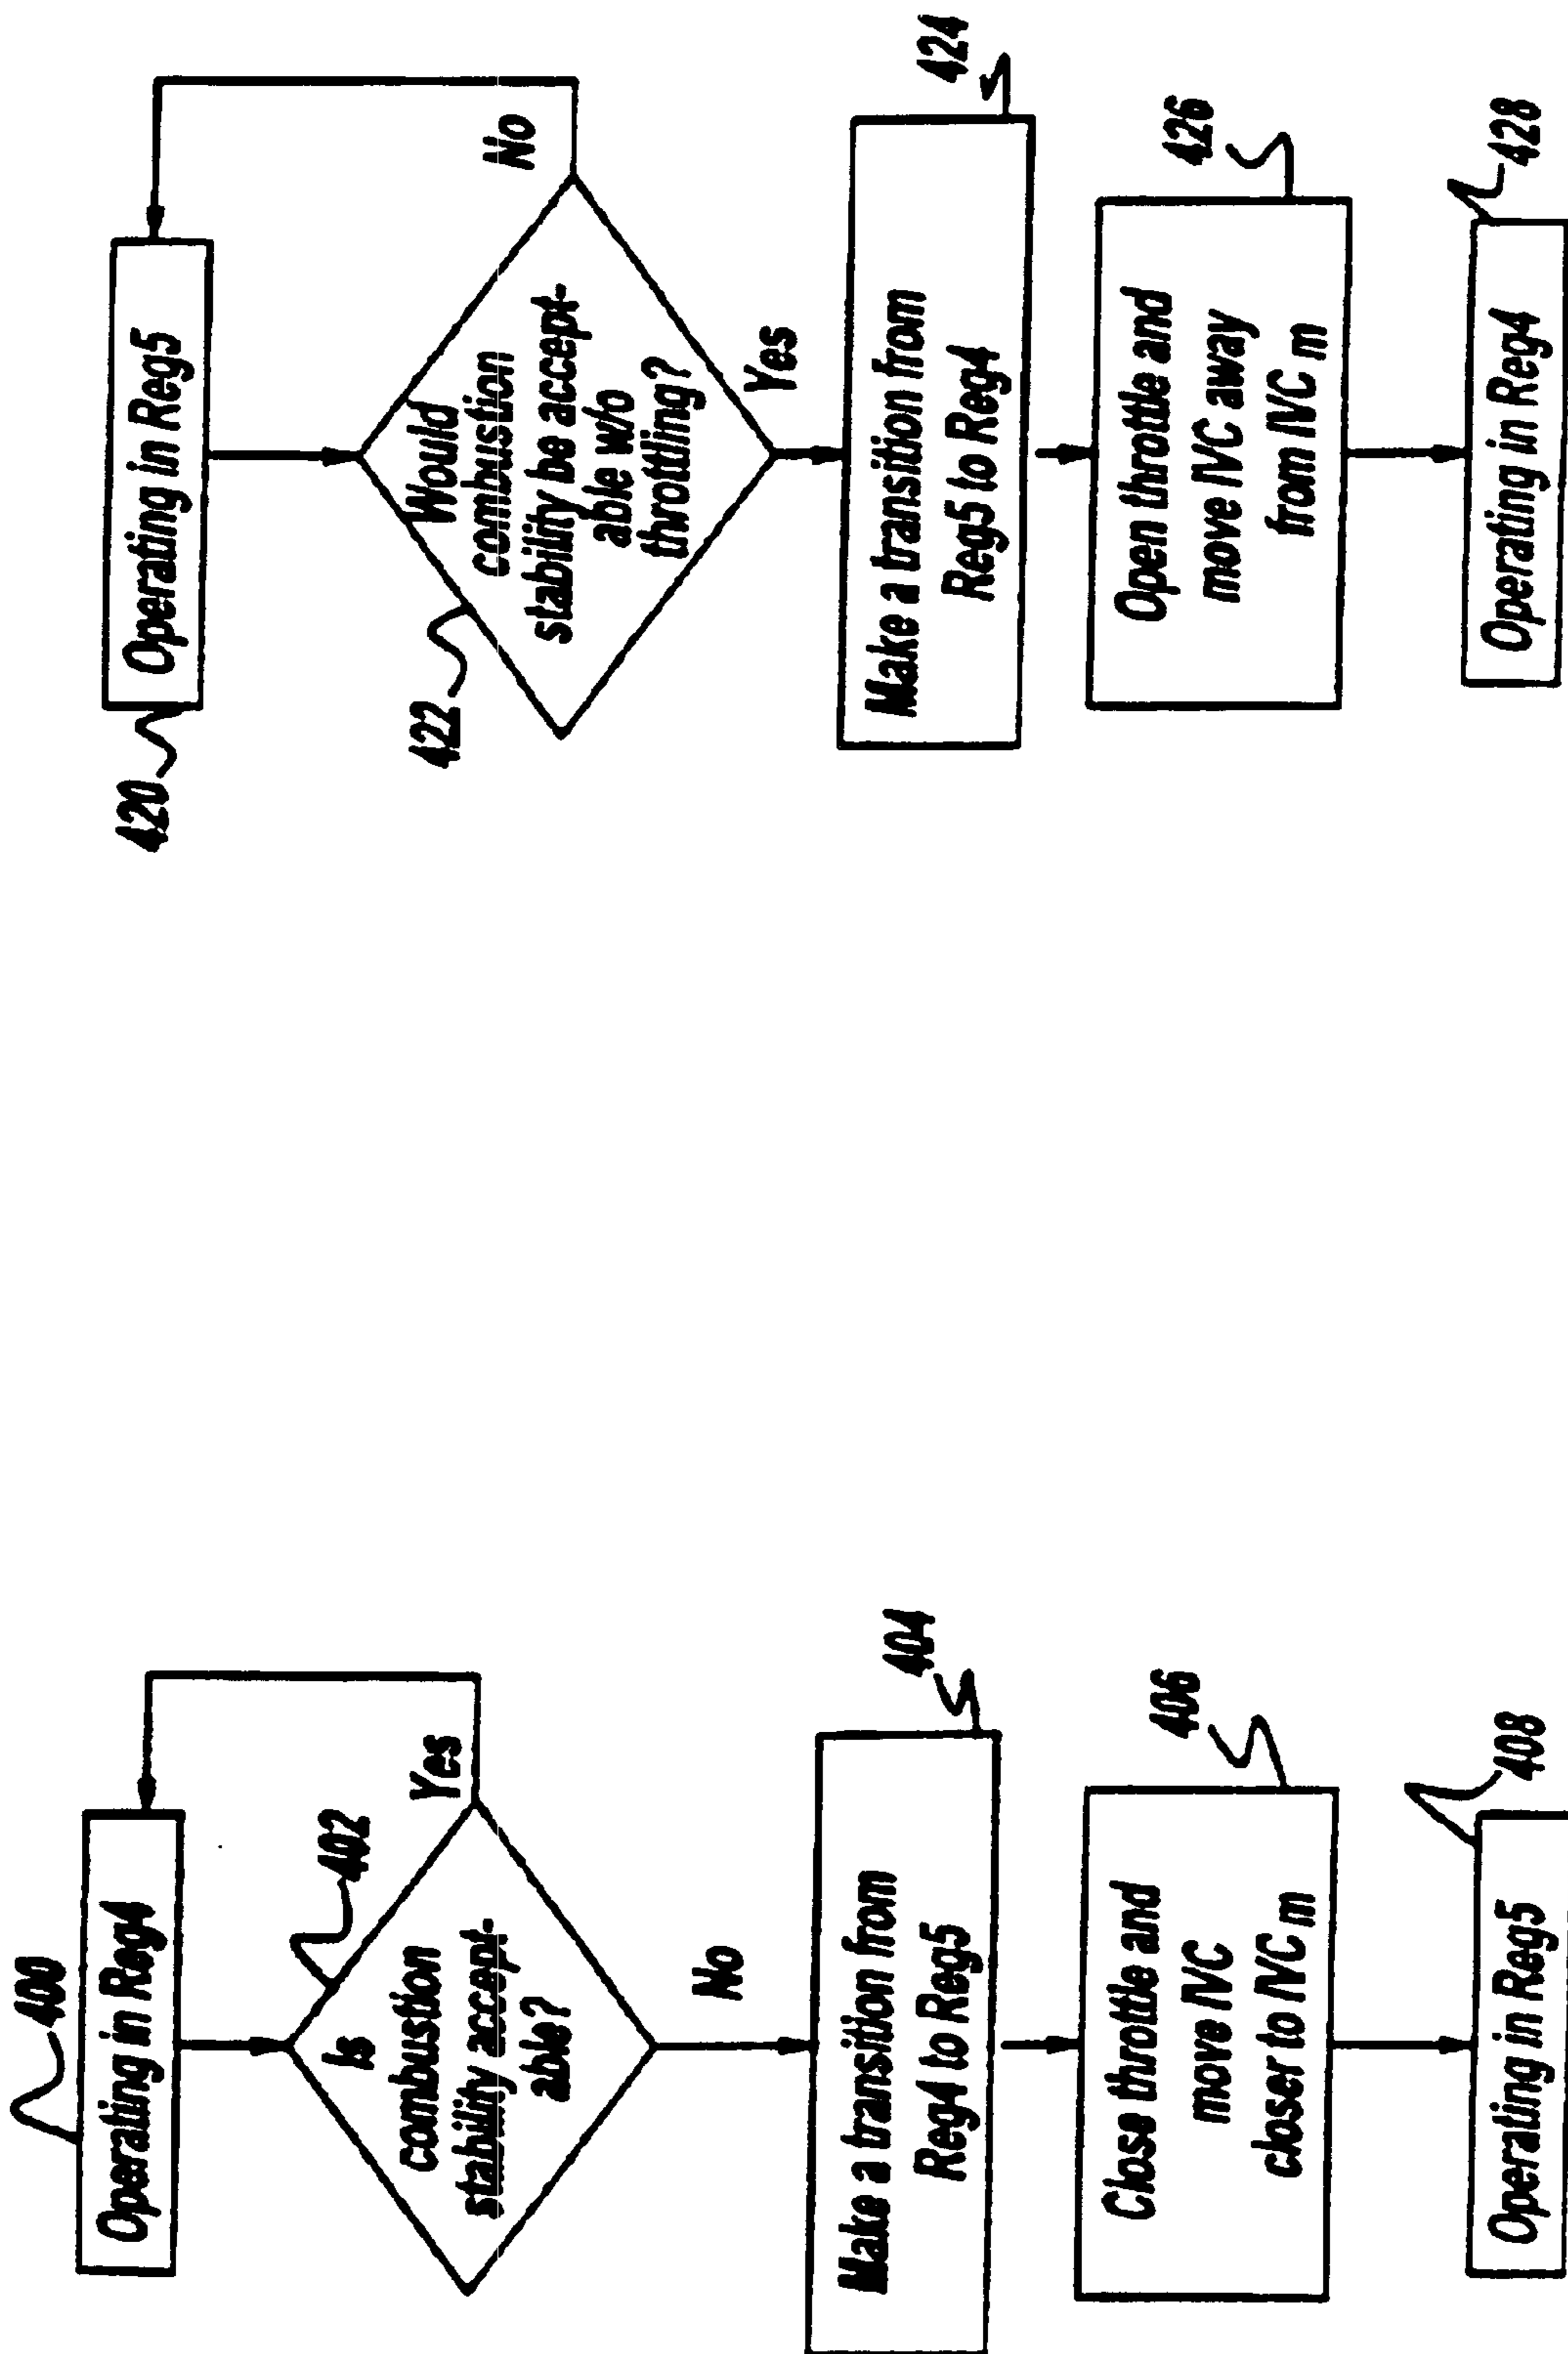 400
Operating in Reg4
402
Is
combustion
stability accept-
able?
Yes
No
404
Make a transition from
Reg4 to Reg5
406
Close throttle and
move IVC
closer to IVC m
408
Operating in Reg5
420
Operating in Reg5
422
Would
combustion
stability be accept-
able w/o
throttling?
No
Yes
424
Make a transition from
Reg5 to Reg4
426
Open throttle and
move IVC away
from IVC m
428
Operating in Reg4